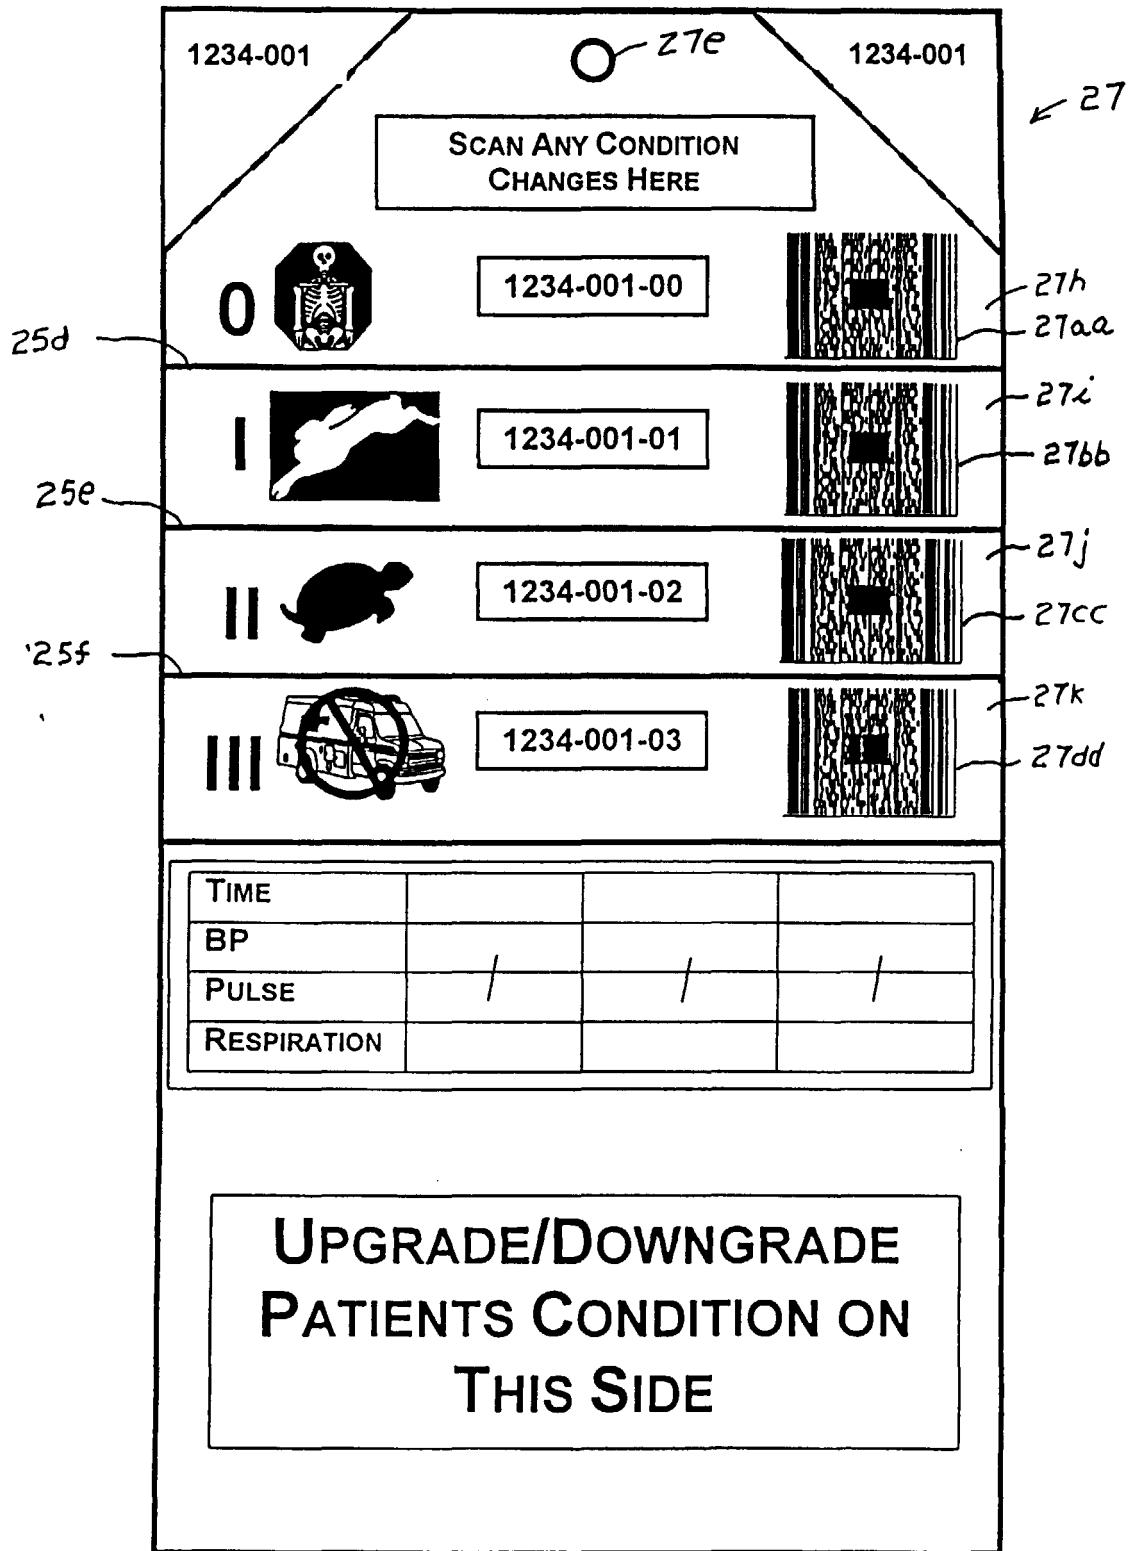 1234-001
27e
1234-001
27
SCAN ANY CONDITION
CHANGES HERE
0
1234-001-00
27h
27aa
25d
I
1234-001-01
27i
27bb
25e
II
1234-001-02
27j
27cc
25f
III
1234-001-03
27k
27dd
TIME
BP
/ / /
PULSE
RESPIRATION
UPGRADE/DOWNGRADE
PATIENTS CONDITION ON
THIS SIDE